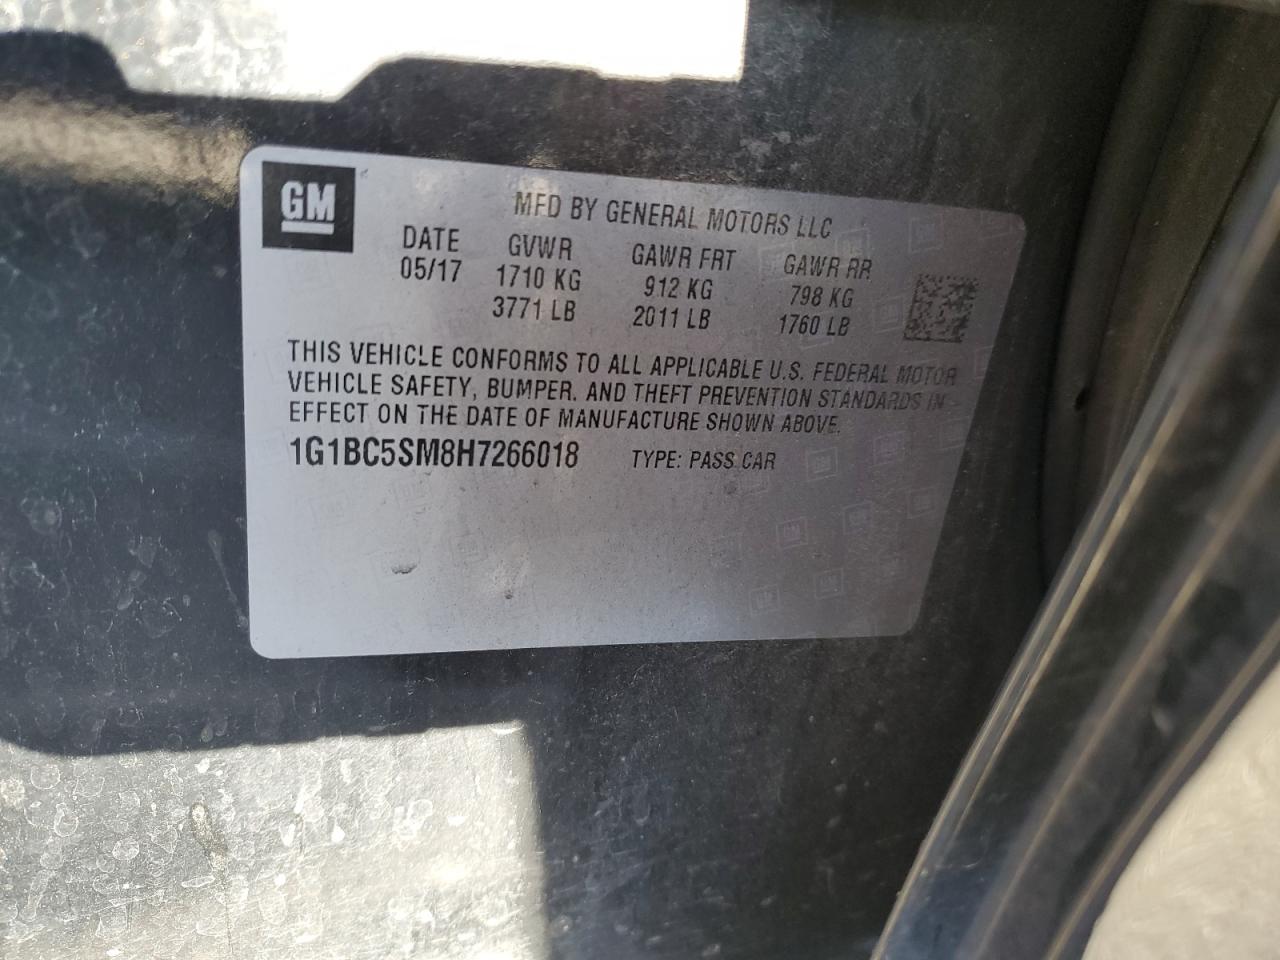 GM
MFD BY GENERAL MOTORS LLC
DATE GVWR GAWR FRT GAWR RR
05/17 1710 KG 912 KG 798 KG
3771 LB 2011 LB 1760 LB
THIS VEHICLE CONFORMS TO ALL APPLICABLE U.S. FEDERAL MOTOR
VEHICLE SAFETY, BUMPER, AND THEFT PREVENTION STANDARDS IN
EFFECT ON THE DATE OF MANUFACTURE SHOWN ABOVE.
1G1BC5SM8H7266018 TYPE: PASS CAR